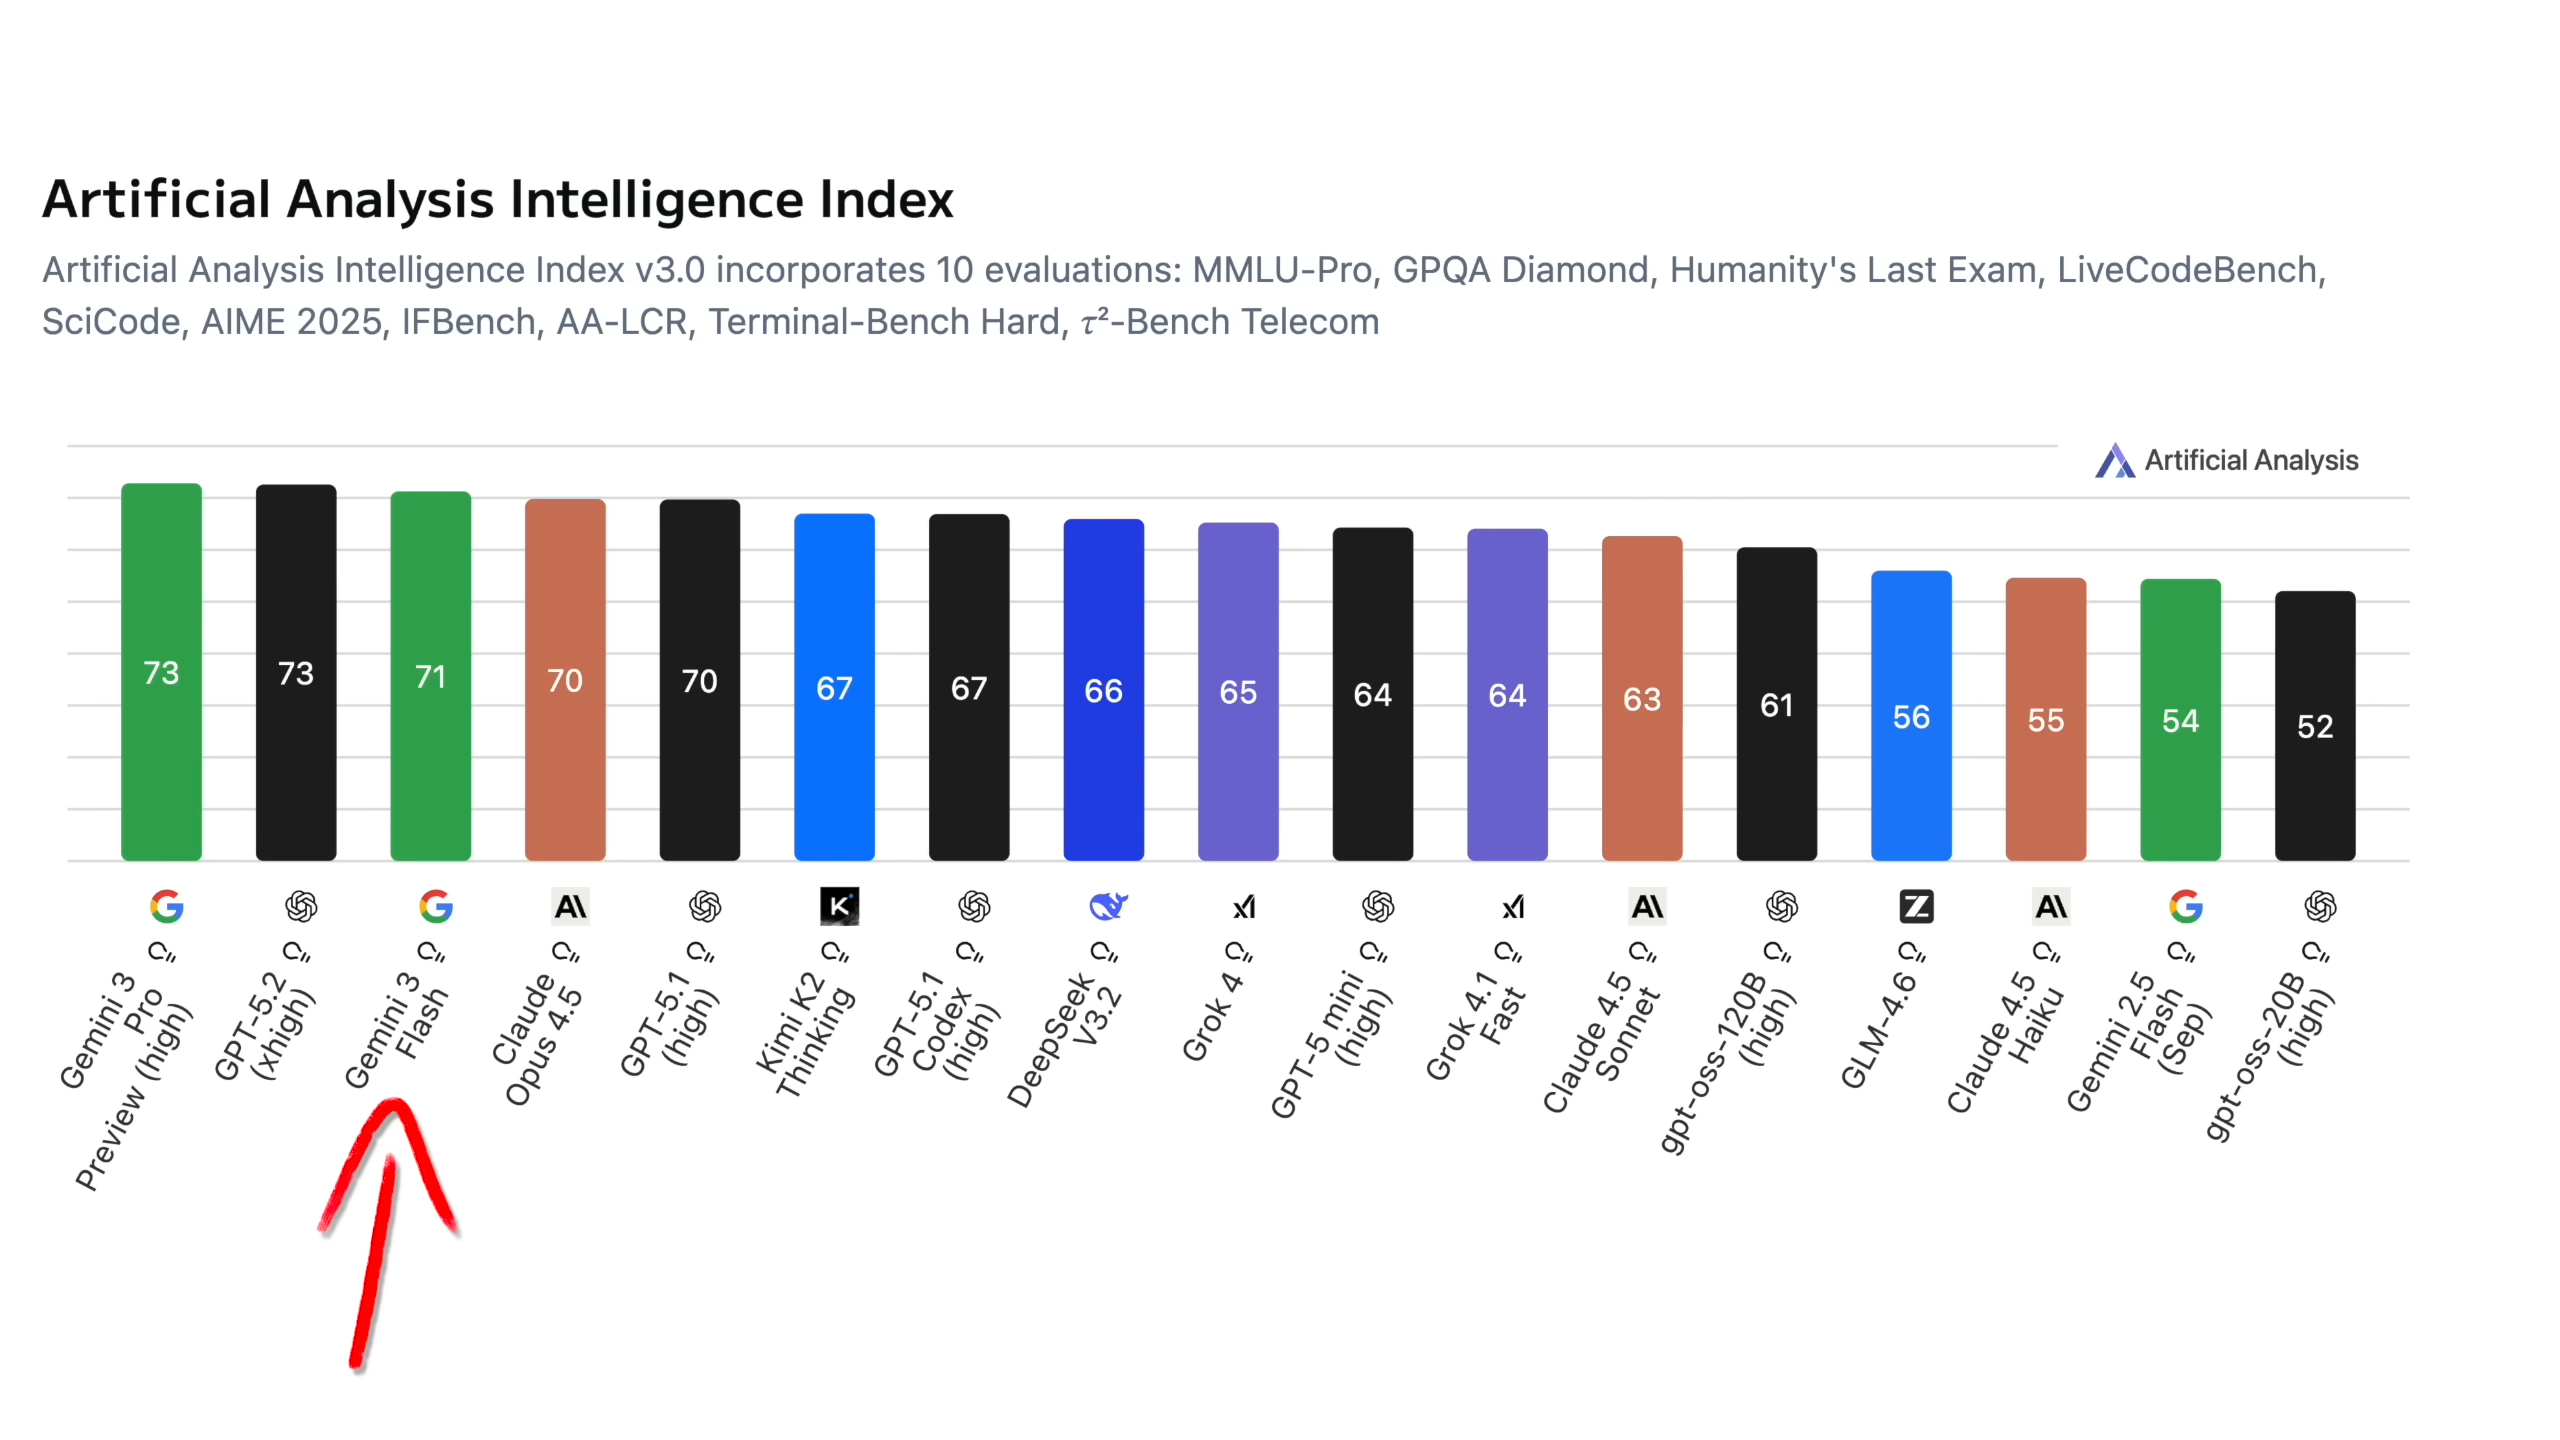 Artificial Analysis Intelligence Index
Artificial Analysis Intelligence Index v3.0 incorporates 10 evaluations: MMLU-Pro, GPQA Diamond, Humanity's Last Exam, LiveCodeBench,
SciCode, AIME 2025, IFBench, AA-LCR, Terminal-Bench Hard, τ²-Bench Telecom
Artificial Analysis
73
73
71
70
70
67
67
66
65
64
64
63
61
56
55
54
52
Gemini 3
Pro
Preview (high)
GPT-5.2
(xhigh)
Gemini 3
Flash
Claude
Opus 4.5
GPT-5.1
(high)
Kimi K2
Thinking
GPT-5.1
Codex
(high)
DeepSeek
V3.2
Grok 4
GPT-5 mini
(high)
Grok 4.1
Fast
Claude 4.5
Sonnet
gpt-oss-120B
(high)
GLM-4.6
Claude 4.5
Haiku
Gemini 2.5
Flash
(Sep)
gpt-oss-20B
(high)